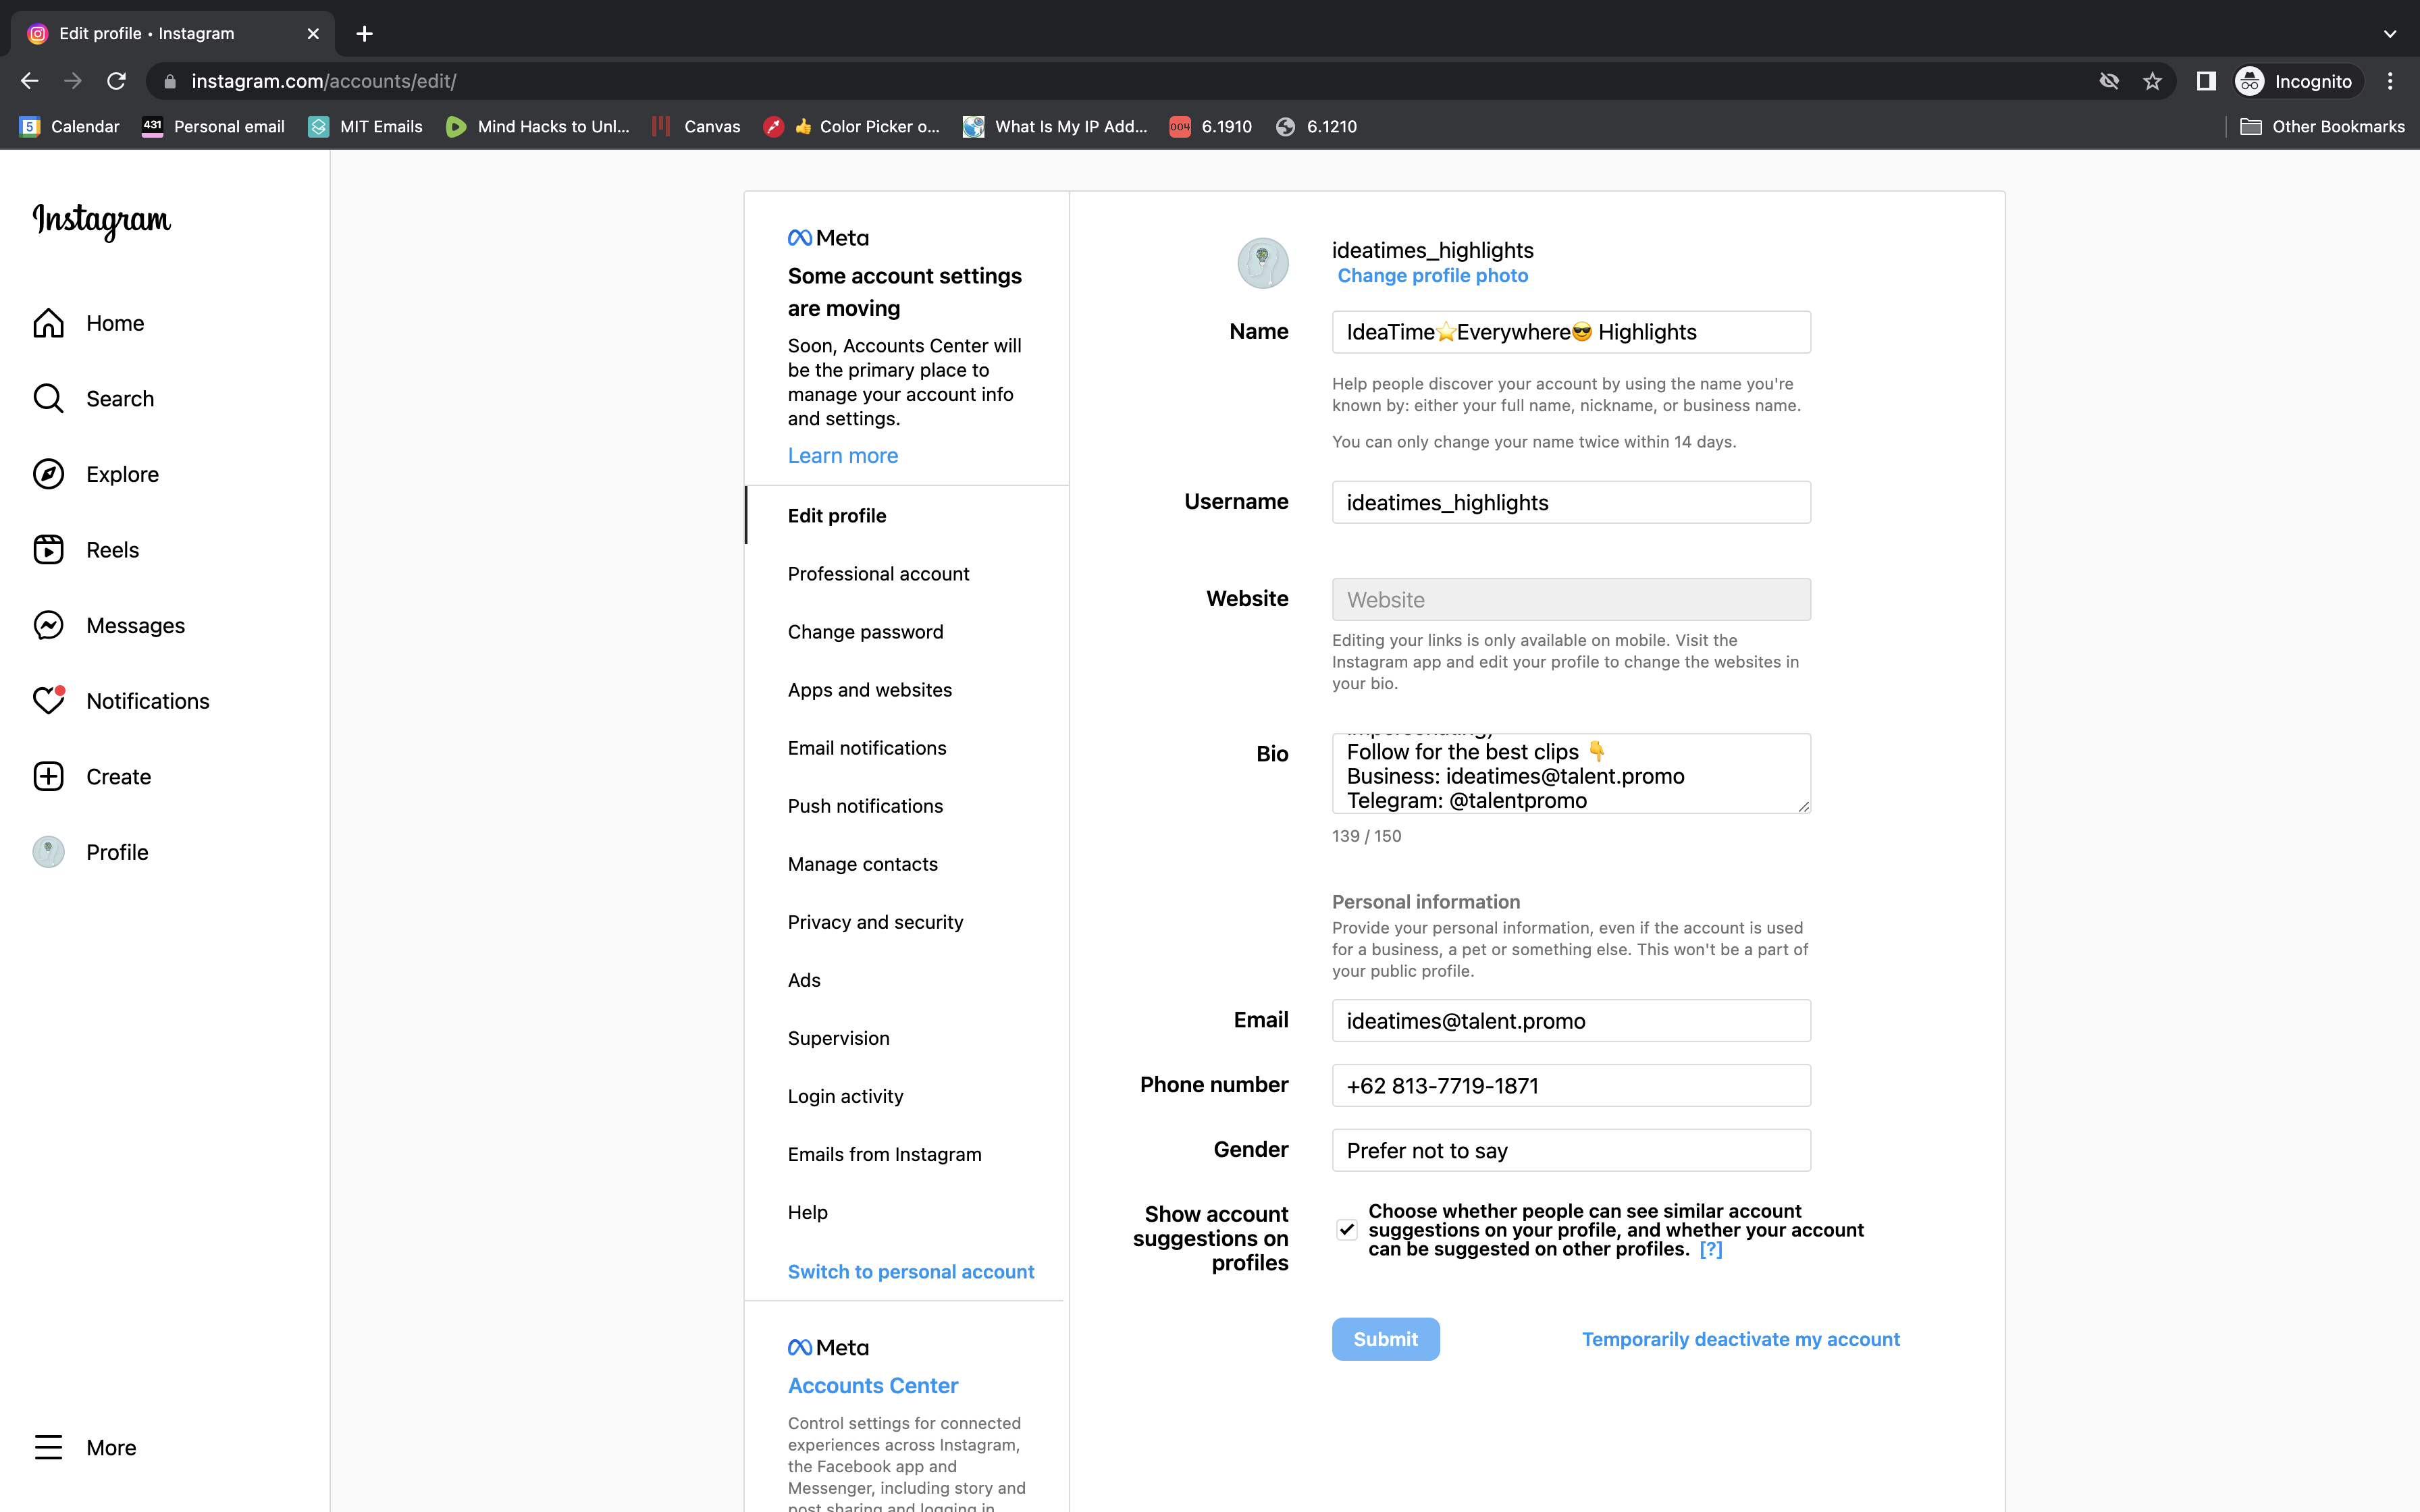 Edit profile • Instagram
instagram.com/accounts/edit/
Incognito
5 Calendar
431 Personal email
MIT Emails
Mind Hacks to Unl...
Canvas
👍 Color Picker o...
What Is My IP Add...
004 6.1910
6.1210
Other Bookmarks
Instagram
Home
Search
Explore
Reels
Messages
Notifications
Create
Profile
More
Meta
Some account settings
are moving
Soon, Accounts Center will
be the primary place to
manage your account info
and settings.
Learn more
Edit profile
Professional account
Change password
Apps and websites
Email notifications
Push notifications
Manage contacts
Privacy and security
Ads
Supervision
Login activity
Emails from Instagram
Help
Switch to personal account
Meta
Accounts Center
Control settings for connected
experiences across Instagram,
the Facebook app and
Messenger, including story and
post sharing and logging in.
ideatimes_highlights
Change profile photo
Name
IdeaTime⭐Everywhere😎 Highlights
Help people discover your account by using the name you're
known by: either your full name, nickname, or business name.
You can only change your name twice within 14 days.
Username
ideatimes_highlights
Website
Website
Editing your links is only available on mobile. Visit the
Instagram app and edit your profile to change the websites in
your bio.
Bio
Follow for the best clips 👇
Business: ideatimes@talent.promo
Telegram: @talentpromo
139 / 150
Personal information
Provide your personal information, even if the account is used
for a business, a pet or something else. This won't be a part of
your public profile.
Email
ideatimes@talent.promo
Phone number
+62 813-7719-1871
Gender
Prefer not to say
Show account
suggestions on
profiles
Choose whether people can see similar account
suggestions on your profile, and whether your account
can be suggested on other profiles. [?]
Submit
Temporarily deactivate my account